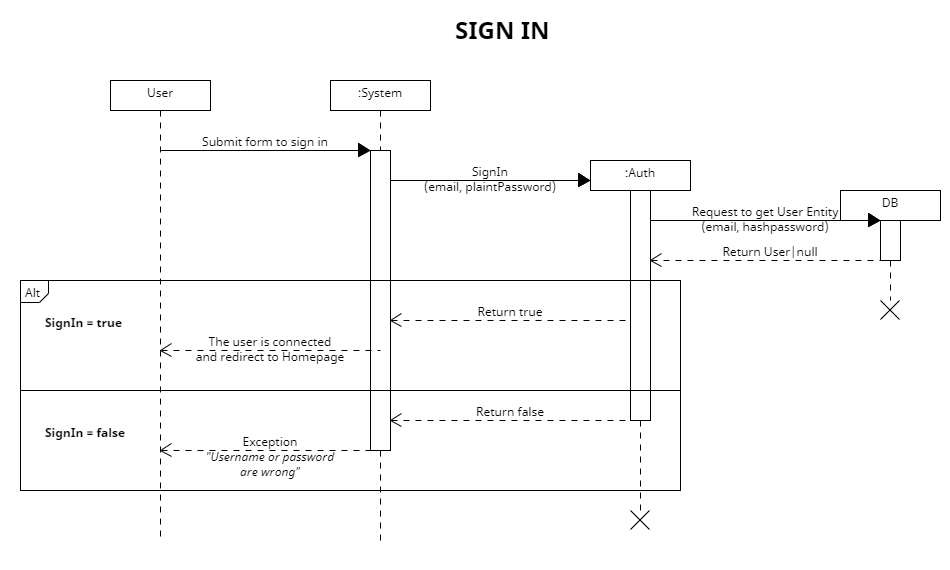 SIGN IN
User
:System
Submit form to sign in
:Auth
SignIn
(email, plaintPassword)
DB
Request to get User Entity
(email, hashpassword)
Return User|null
Alt
SignIn = true
Return true
The user is connected
and redirect to Homepage
SignIn = false
Return false
Exception
"Username or password
are wrong"